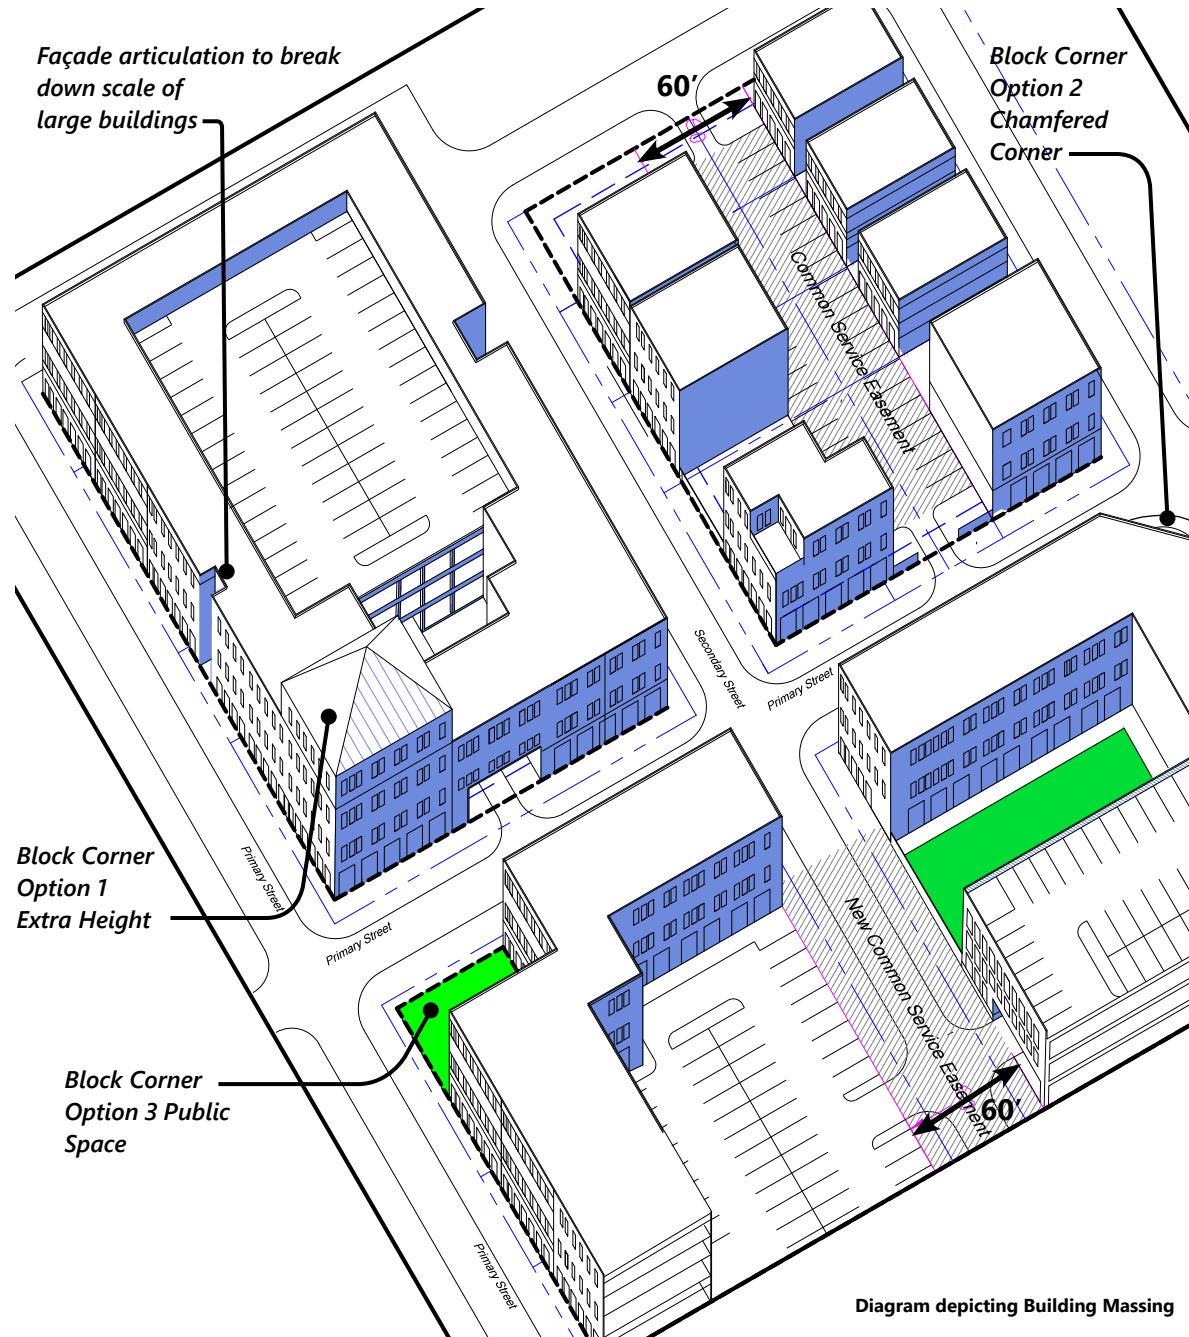 Façade articulation to break
down scale of
large buildings
60’
Block Corner
Option 2
Chamfered
Corner
Common Service Easement
Secondary Street
Primary Street
Block Corner
Option 1
Extra Height
Primary Street
Primary Street
New Common Service Easement
60’
Block Corner
Option 3 Public
Space
Primary Street
Diagram depicting Building Massing